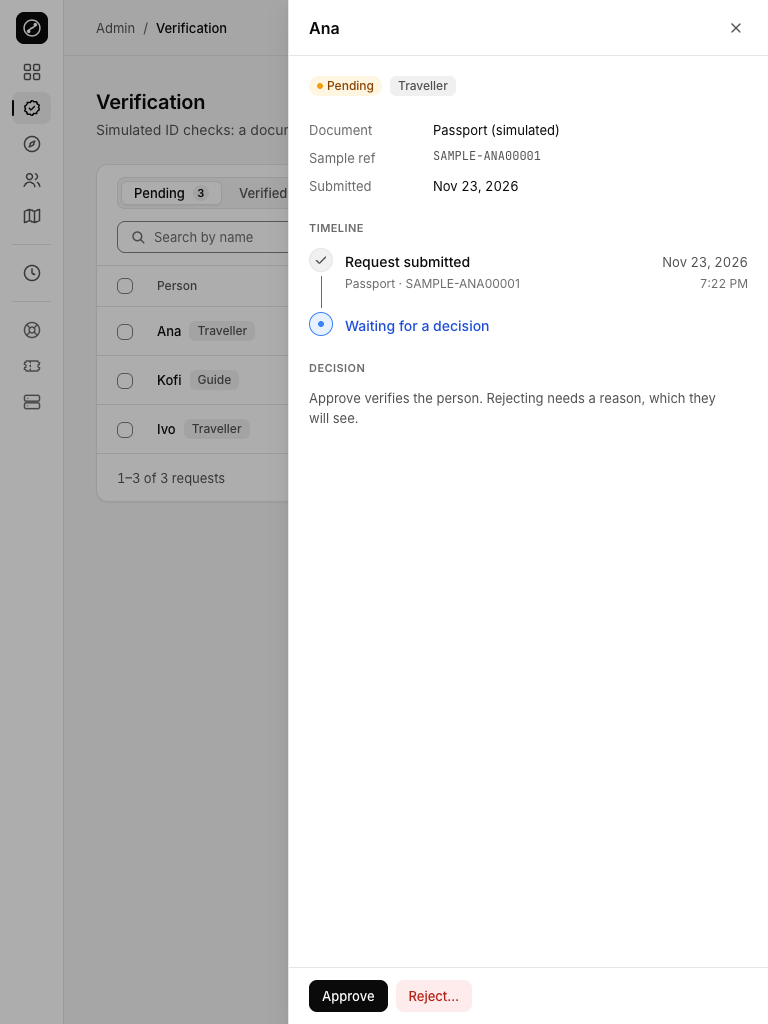 Admin / Verification
Verification
Simulated ID checks: a docur
Pending 3 Verified
Search by name
Person
Ana Traveller
Kofi Guide
Ivo Traveller
1–3 of 3 requests
Ana
Pending Traveller
Document Passport (simulated)
Sample ref SAMPLE-ANA00001
Submitted Nov 23, 2026
TIMELINE
Request submitted Nov 23, 2026
Passport · SAMPLE-ANA00001 7:22 PM
Waiting for a decision
DECISION
Approve verifies the person. Rejecting needs a reason, which they
will see.
Approve Reject...